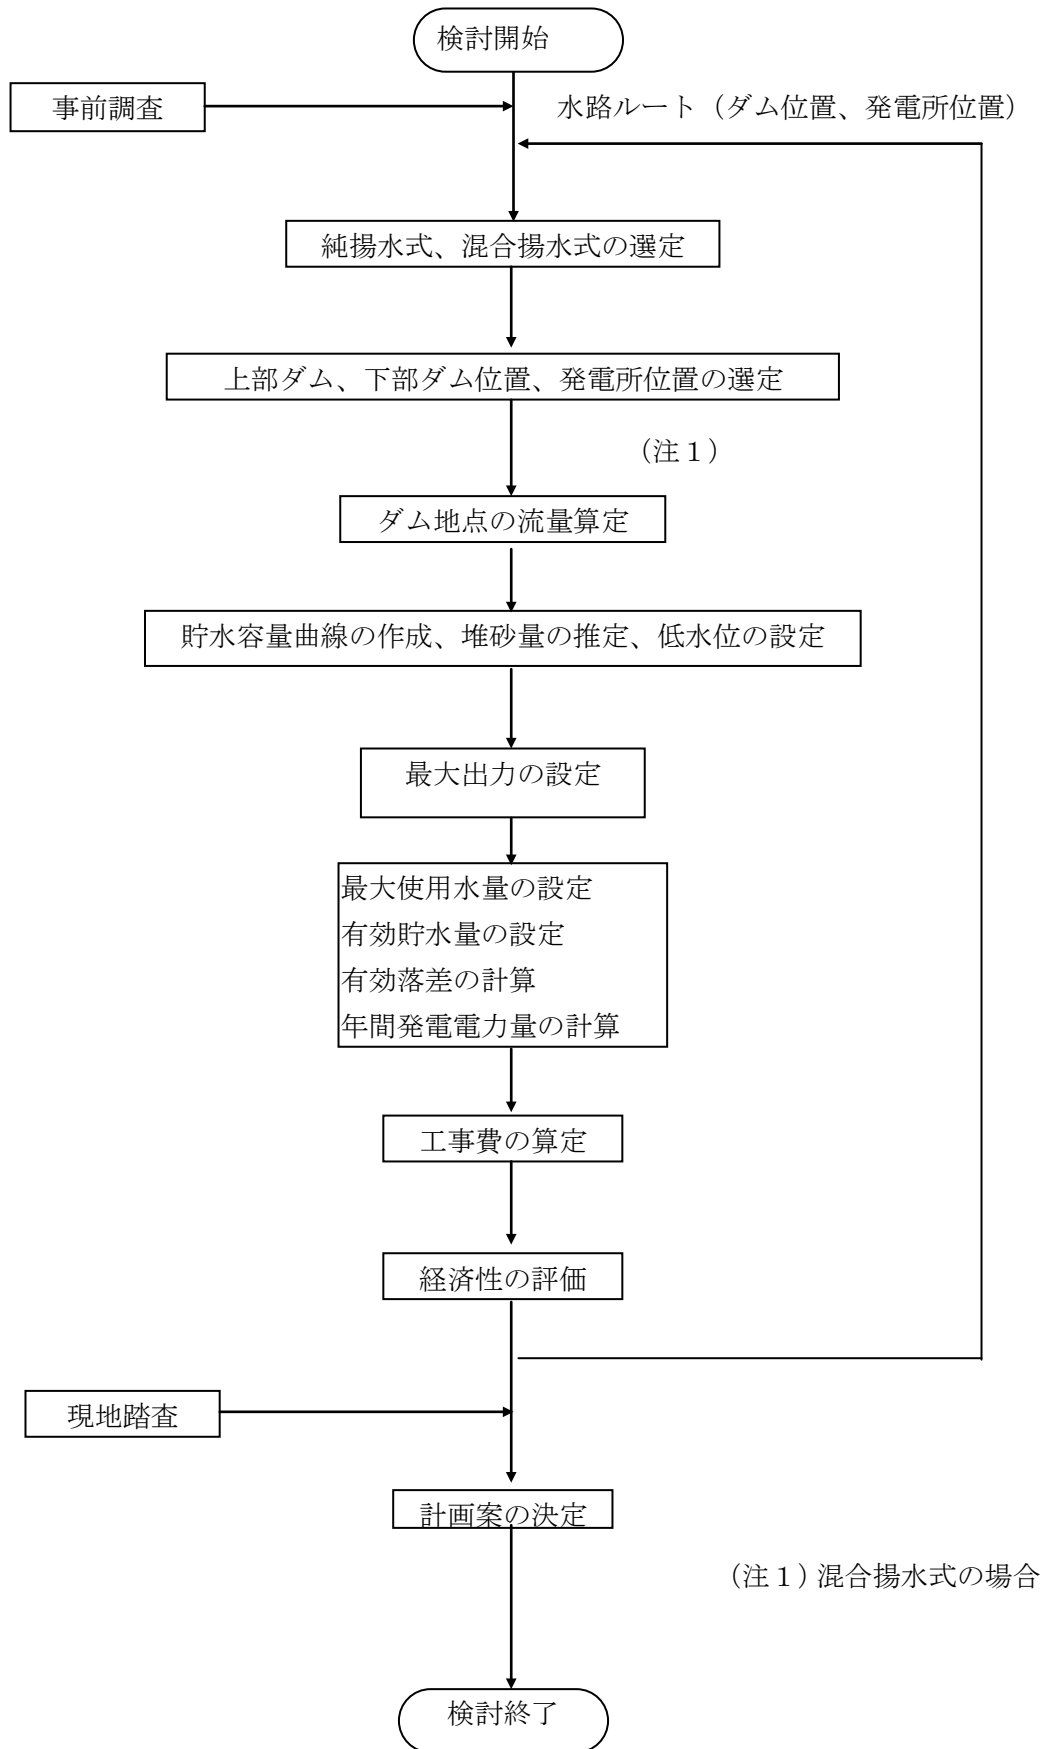 検討開始
事前調査
水路ルート（ダム位置、発電所位置）
純揚水式、混合揚水式の選定
上部ダム、下部ダム位置、発電所位置の選定
（注１）
ダム地点の流量算定
貯水容量曲線の作成、堆砂量の推定、低水位の設定
最大出力の設定
最大使用水量の設定
有効貯水量の設定
有効落差の計算
年間発電電力量の計算
工事費の算定
経済性の評価
現地踏査
計画案の決定
（注１）混合揚水式の場合
検討終了